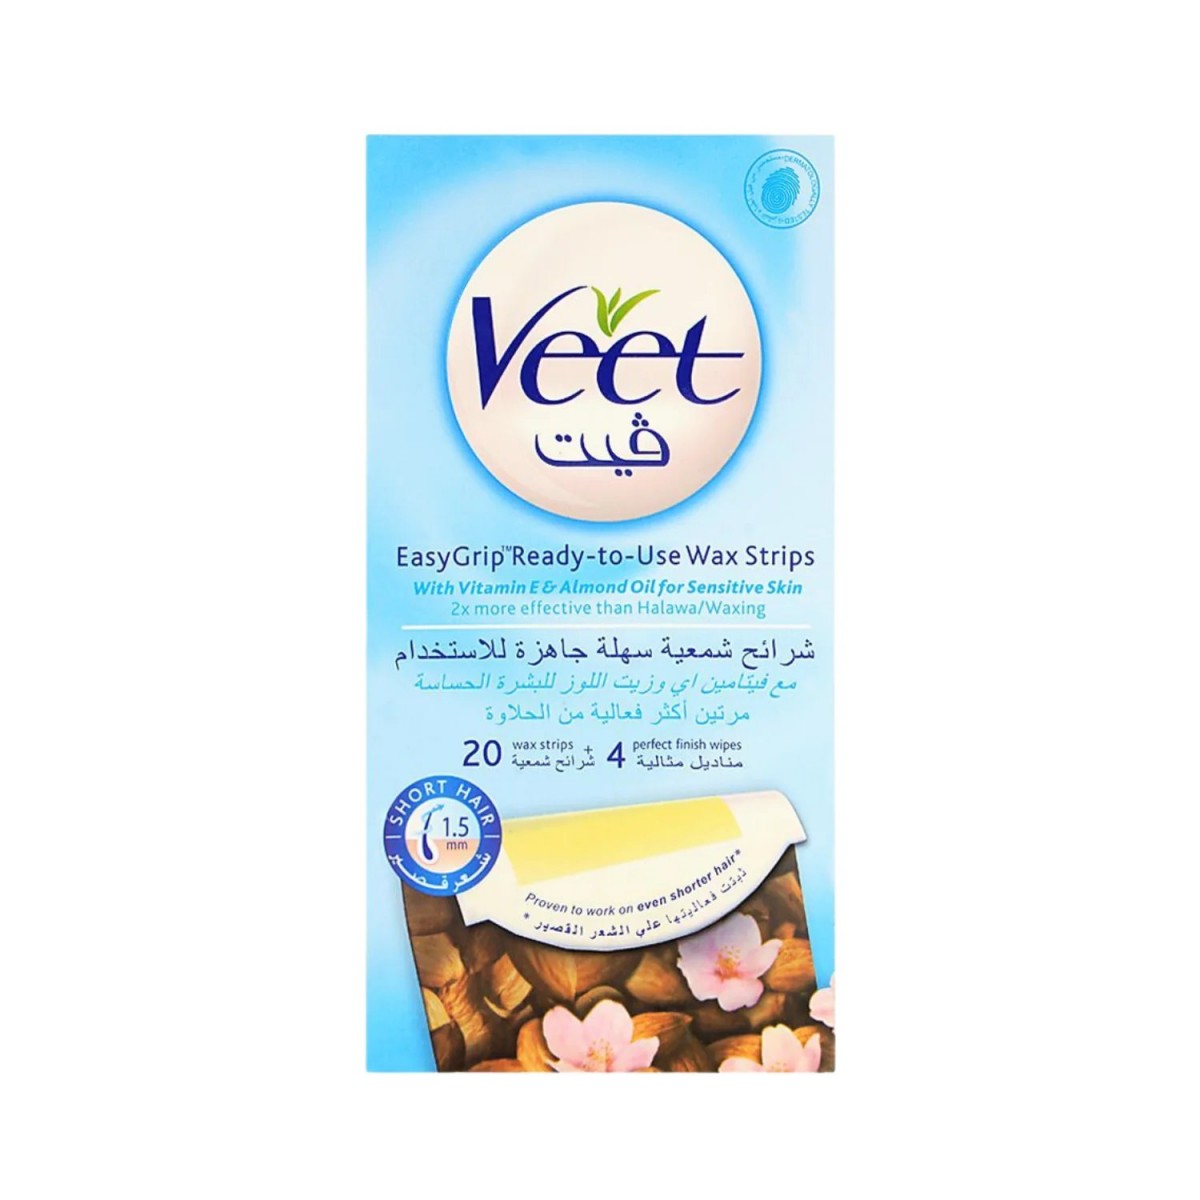 DERMATOLOGICALLY TESTED
Veet
ڤيت
EasyGrip™ Ready-to-Use Wax Strips
With Vitamin E & Almond Oil for Sensitive Skin
2x more effective than Halawa/Waxing
شرائح شمعية سهلة جاهزة للاستخدام
مع فيتامين اي وزيت اللوز للبشرة الحساسة
مرتين أكثر فعالية من الحلاوة
20 wax strips + 4 perfect finish wipes
شرائح شمعية مناديل مثالية
SHORT HAIR
1.5
mm
شعر قصير
Proven to work on even shorter hair*
ثبتت فعاليتها علي الشعر القصير *